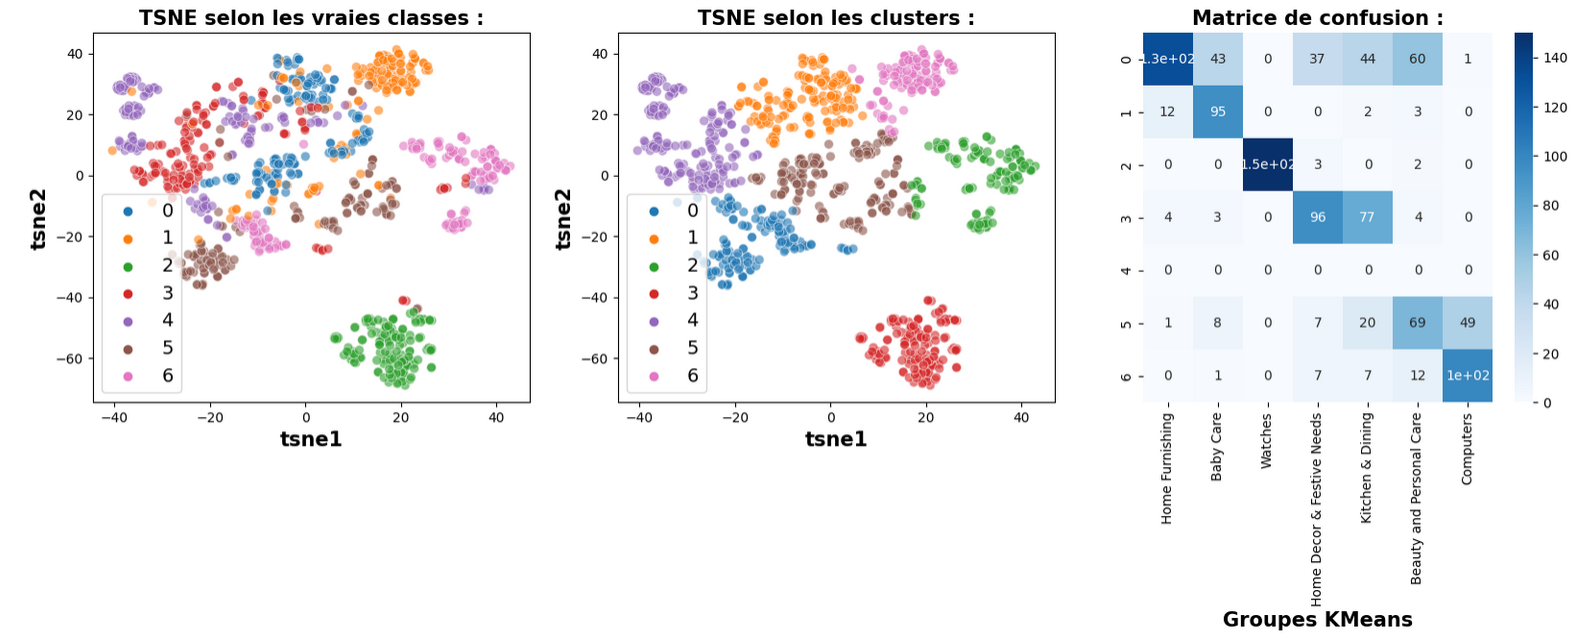 TSNE selon les vraies classes :
40
20
0
−20
−40
−60
tsne2
0
1
2
3
4
5
6
−40
−20
0
20
40
tsne1
TSNE selon les clusters :
40
20
0
−20
−40
−60
tsne2
0
1
2
3
4
5
6
−40
−20
0
20
40
tsne1
Matrice de confusion :
0 1.3e+02 43 0 37 44 60 1
1 12 95 0 0 2 3 0
2 0 0 1.5e+02 3 0 2 0
3 4 3 0 96 77 4 0
4 0 0 0 0 0 0 0
5 1 8 0 7 20 69 49
6 0 1 0 7 7 12 1e+02
Home Furnishing
Baby Care
Watches
Home Decor & Festive Needs
Kitchen & Dining
Beauty and Personal Care
Computers
Groupes KMeans
140
120
100
80
60
40
20
0